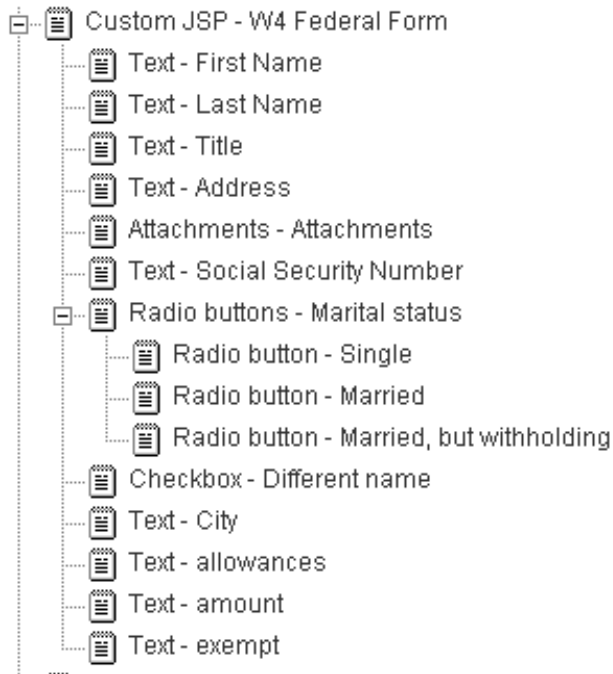 Custom JSP - W4 Federal Form
Text - First Name
Text - Last Name
Text - Title
Text - Address
Attachments - Attachments
Text - Social Security Number
Radio buttons - Marital status
Radio button - Single
Radio button - Married
Radio button - Married, but withholding
Checkbox - Different name
Text - City
Text - allowances
Text - amount
Text - exempt